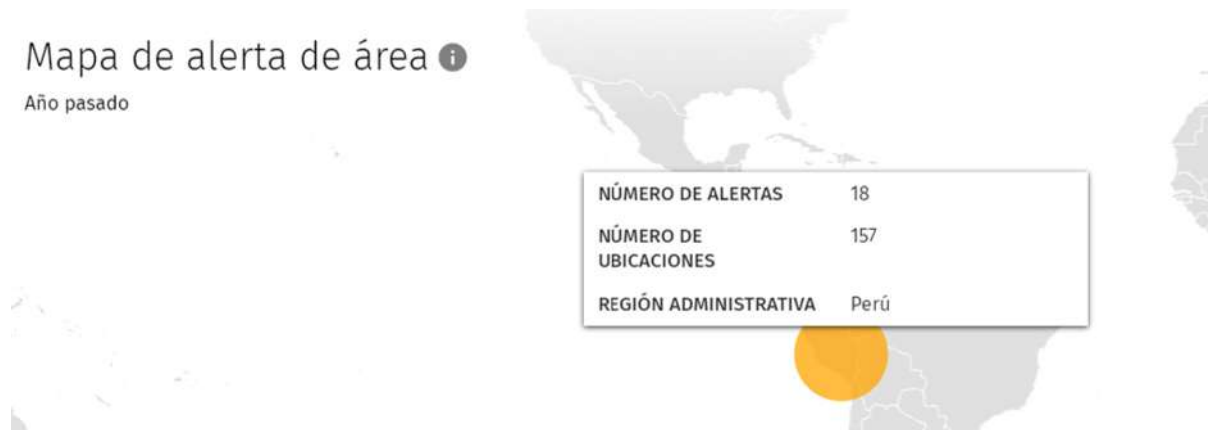 Mapa de alerta de área
Año pasado
NÚMERO DE ALERTAS 18
NÚMERO DE 157
UBICACIONES
REGIÓN ADMINISTRATIVA Perú